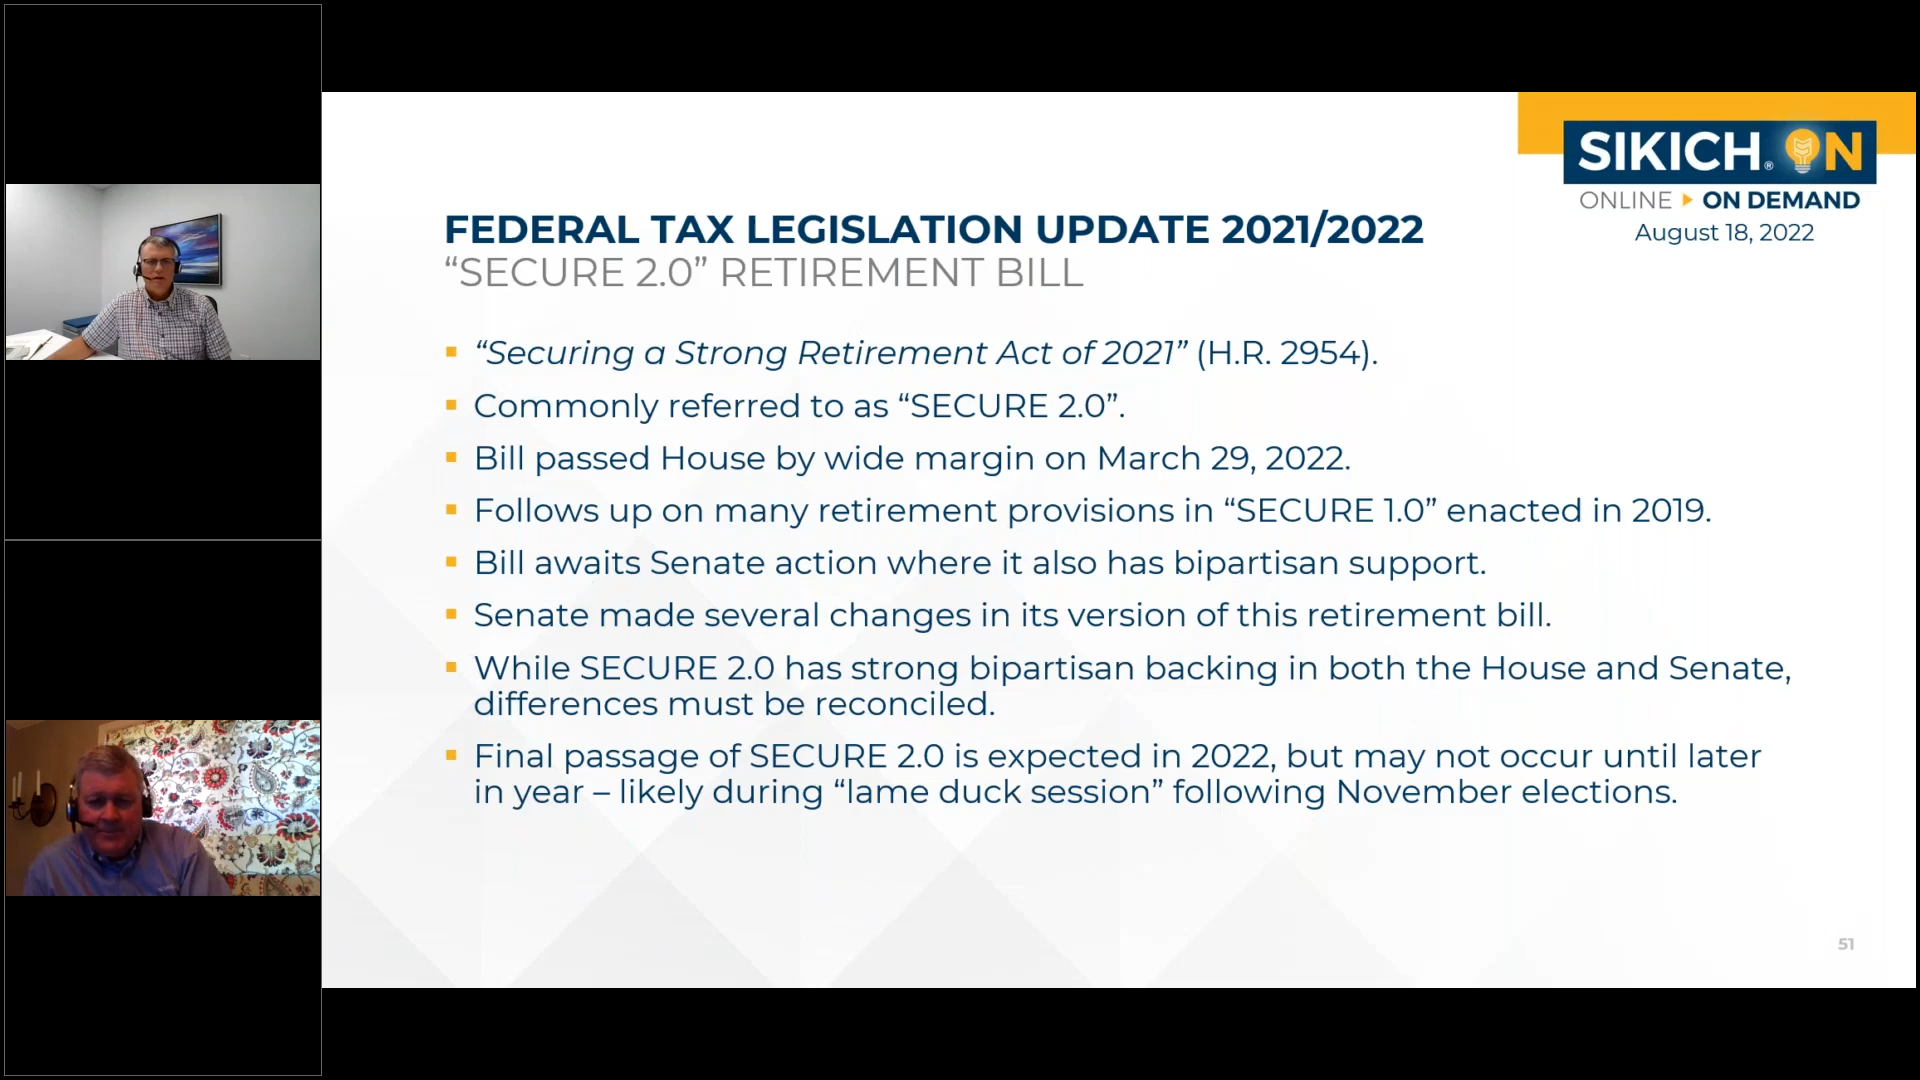 SIKICH® ON
ONLINE ▸ ON DEMAND
August 18, 2022
FEDERAL TAX LEGISLATION UPDATE 2021/2022
“SECURE 2.0” RETIREMENT BILL
▪ “Securing a Strong Retirement Act of 2021” (H.R. 2954).
▪ Commonly referred to as “SECURE 2.0”.
▪ Bill passed House by wide margin on March 29, 2022.
▪ Follows up on many retirement provisions in “SECURE 1.0” enacted in 2019.
▪ Bill awaits Senate action where it also has bipartisan support.
▪ Senate made several changes in its version of this retirement bill.
▪ While SECURE 2.0 has strong bipartisan backing in both the House and Senate,
differences must be reconciled.
▪ Final passage of SECURE 2.0 is expected in 2022, but may not occur until later
in year – likely during “lame duck session” following November elections.
51